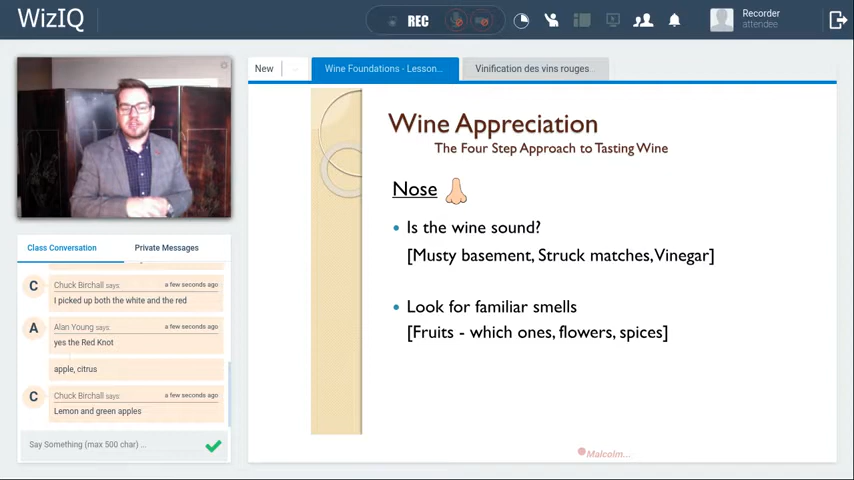 WizIQ
REC
Recorder
attendee
New
Wine Foundations - Lesson...
Vinification des vins rouges...
Wine Appreciation
The Four Step Approach to Tasting Wine
Nose
• Is the wine sound?
[Musty basement, Struck matches, Vinegar]
• Look for familiar smells
[Fruits - which ones, flowers, spices]
Malcolm...
Class Conversation
Private Messages
C
Chuck Birchall says:
a few seconds ago
I picked up both the white and the red
A
Alan Young says:
a few seconds ago
yes the Red Knot
apple, citrus
C
Chuck Birchall says:
a few seconds ago
Lemon and green apples
Say Something (max 500 char) ...